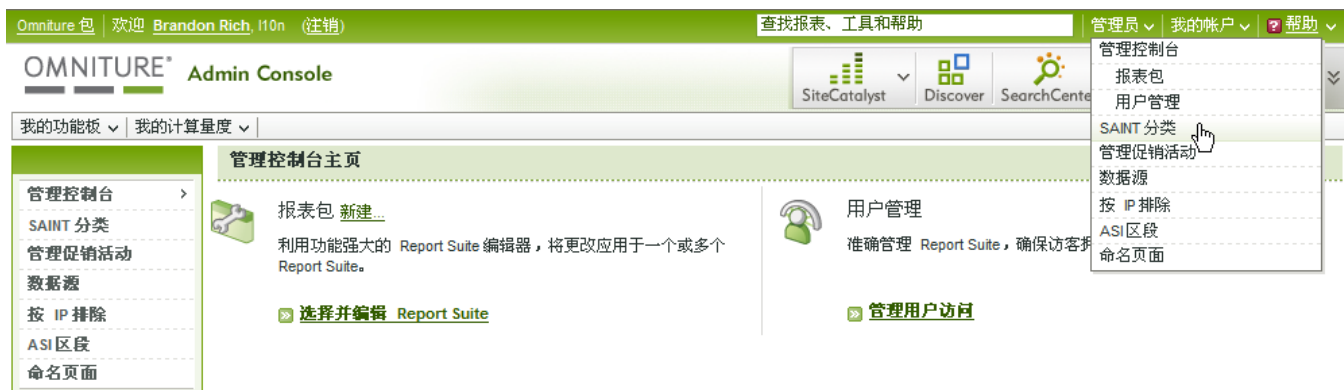 Omniture 包 欢迎 Brandon Rich, l10n (注销) 查找报表、工具和帮助 管理员 我的帐户 ? 帮助
OMNITURE® Admin Console
SiteCatalyst Discover SearchCente
管理控制台
报表包
用户管理
SAINT 分类
管理促销活动
数据源
按 IP 排除
ASI 区段
命名页面
我的功能板 我的计算量度
管理控制台主页
管理控制台
SAINT 分类
管理促销活动
数据源
按 IP 排除
ASI 区段
命名页面
报表包 新建...
利用功能强大的 Report Suite 编辑器，将更改应用于一个或多个
Report Suite。
选择并编辑 Report Suite
用户管理
准确管理 Report Suite，确保访客
管理用户访问